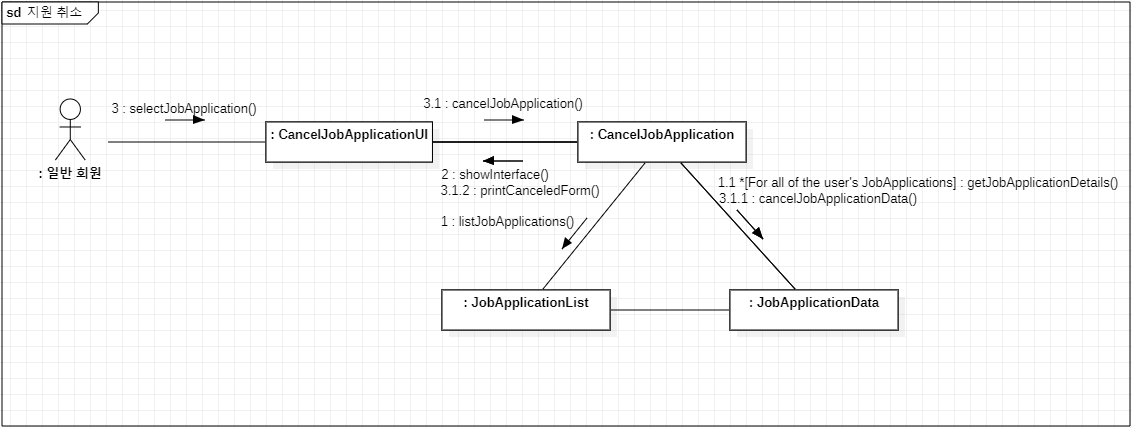 sd 지원 취소
3 : selectJobApplication()
3.1 : cancelJobApplication()
: CancelJobApplicationUI
: CancelJobApplication
: 일반 회원
2 : showInterface()
3.1.2 : printCanceledForm()
1.1 *[For all of the user's JobApplications] : getJobApplicationDetails()
3.1.1 : cancelJobApplicationData()
1 : listJobApplications()
: JobApplicationList
: JobApplicationData